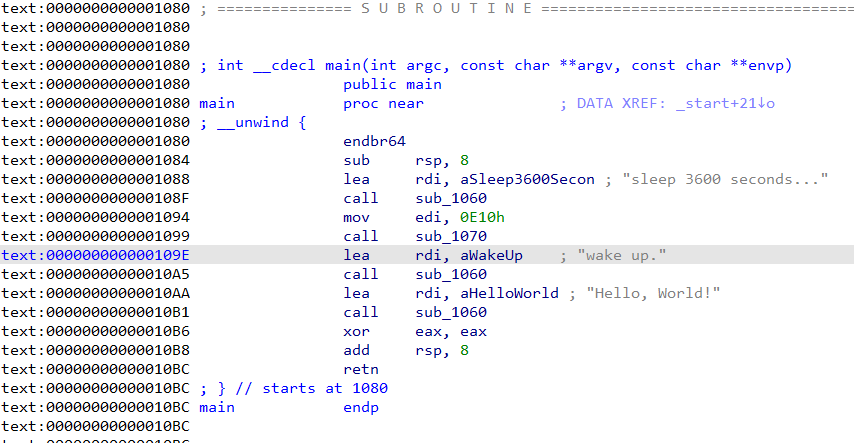 text:0000000000001080 ; =============== S U B R O U T I N E ===================================
text:0000000000001080
text:0000000000001080
text:0000000000001080 ; int __cdecl main(int argc, const char **argv, const char **envp)
text:0000000000001080 public main
text:0000000000001080 main proc near ; DATA XREF: _start+21↓o
text:0000000000001080 ; __unwind {
text:0000000000001080 endbr64
text:0000000000001084 sub rsp, 8
text:0000000000001088 lea rdi, aSleep3600Secon ; "sleep 3600 seconds..."
text:000000000000108F call sub_1060
text:0000000000001094 mov edi, 0E10h
text:0000000000001099 call sub_1070
text:000000000000109E lea rdi, aWakeUp ; "wake up."
text:00000000000010A5 call sub_1060
text:00000000000010AA lea rdi, aHelloWorld ; "Hello, World!"
text:00000000000010B1 call sub_1060
text:00000000000010B6 xor eax, eax
text:00000000000010B8 add rsp, 8
text:00000000000010BC retn
text:00000000000010BC ; } // starts at 1080
text:00000000000010BC main endp
text:00000000000010BC